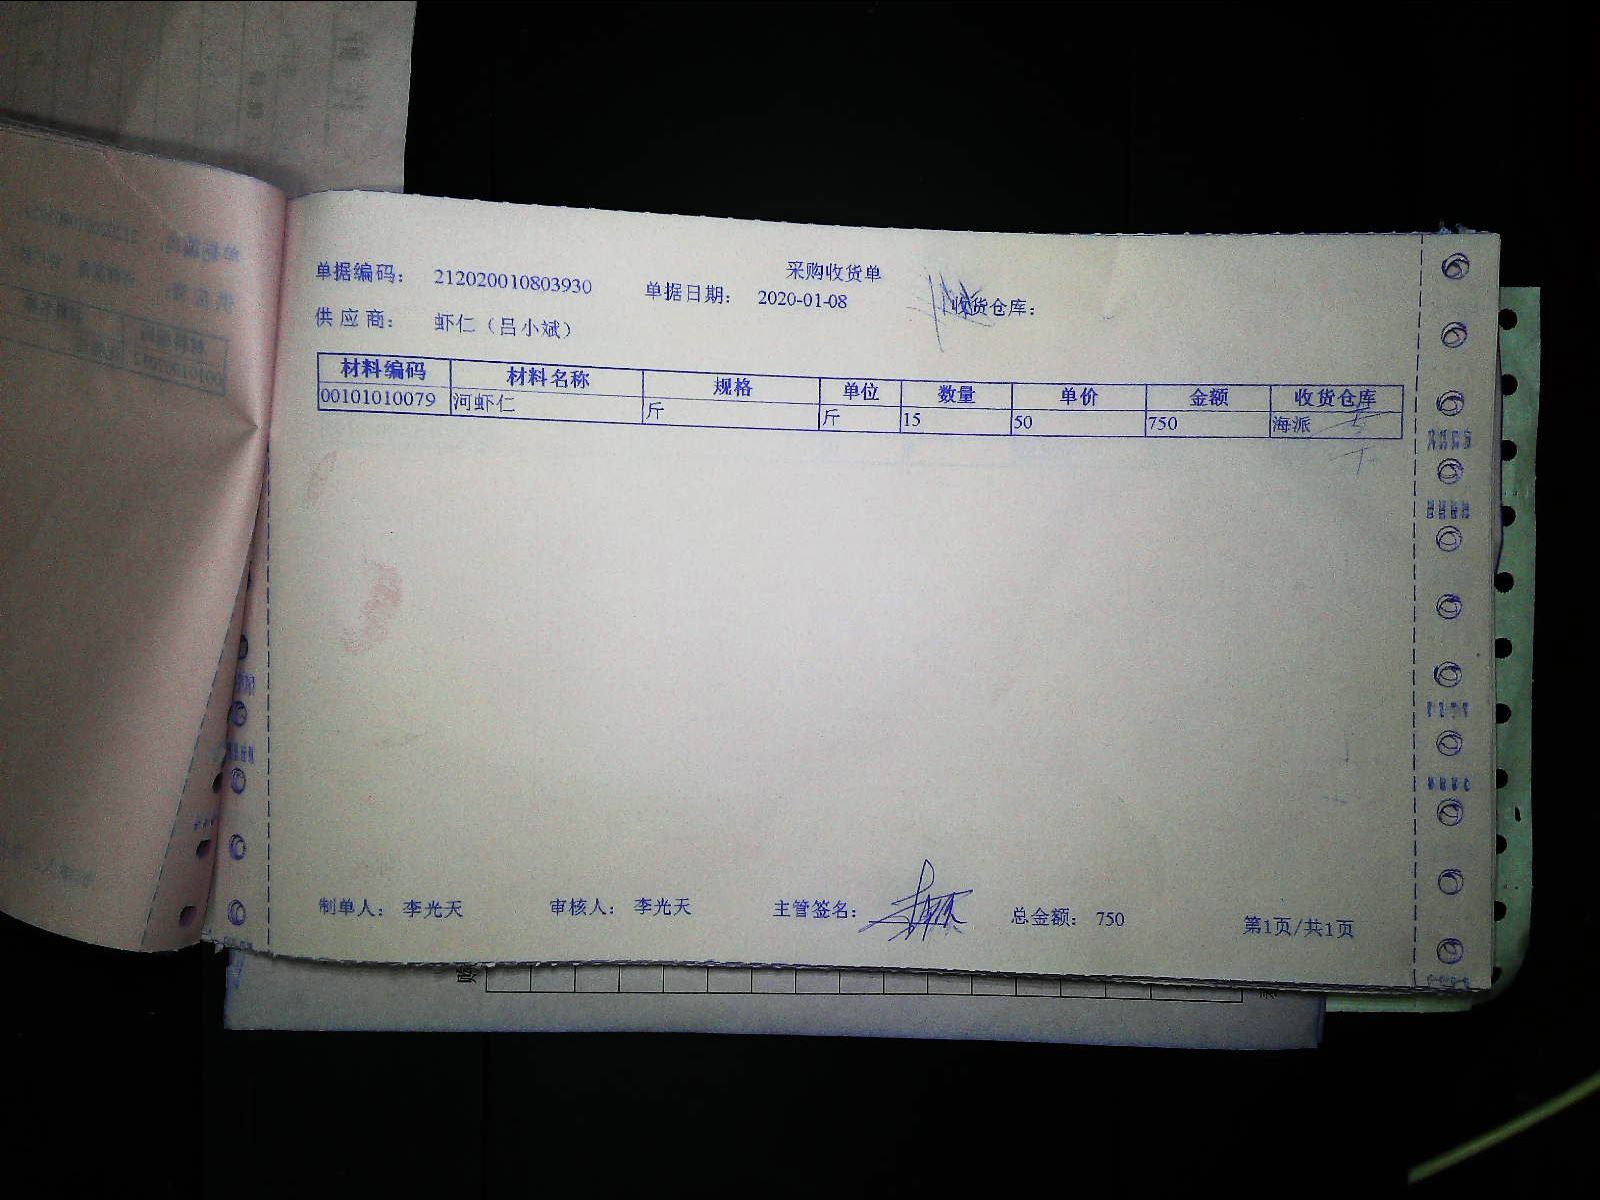 采购收货单
单据编码： 212020010803930 单据日期： 2020-01-08 收货仓库：
供 应 商： 虾仁（吕小斌）
材料编码 材料名称 规格 单位 数量 单价 金额 收货仓库
00101010079 河虾仁 斤 斤 15 50 750 海派
制单人： 李光天 审核人： 李光天 主管签名： 总金额： 750 第1页/共1页